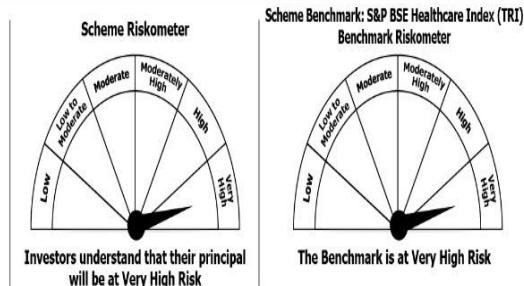 Scheme Riskometer
Low
Low to
Moderate
Moderate
Moderately
High
High
Very
High
Investors understand that their principal
will be at Very High Risk
Scheme Benchmark: S&P BSE Healthcare Index (TRI)
Benchmark Riskometer
Low
Low to
Moderate
Moderate
Moderately
High
High
Very
High
The Benchmark is at Very High Risk